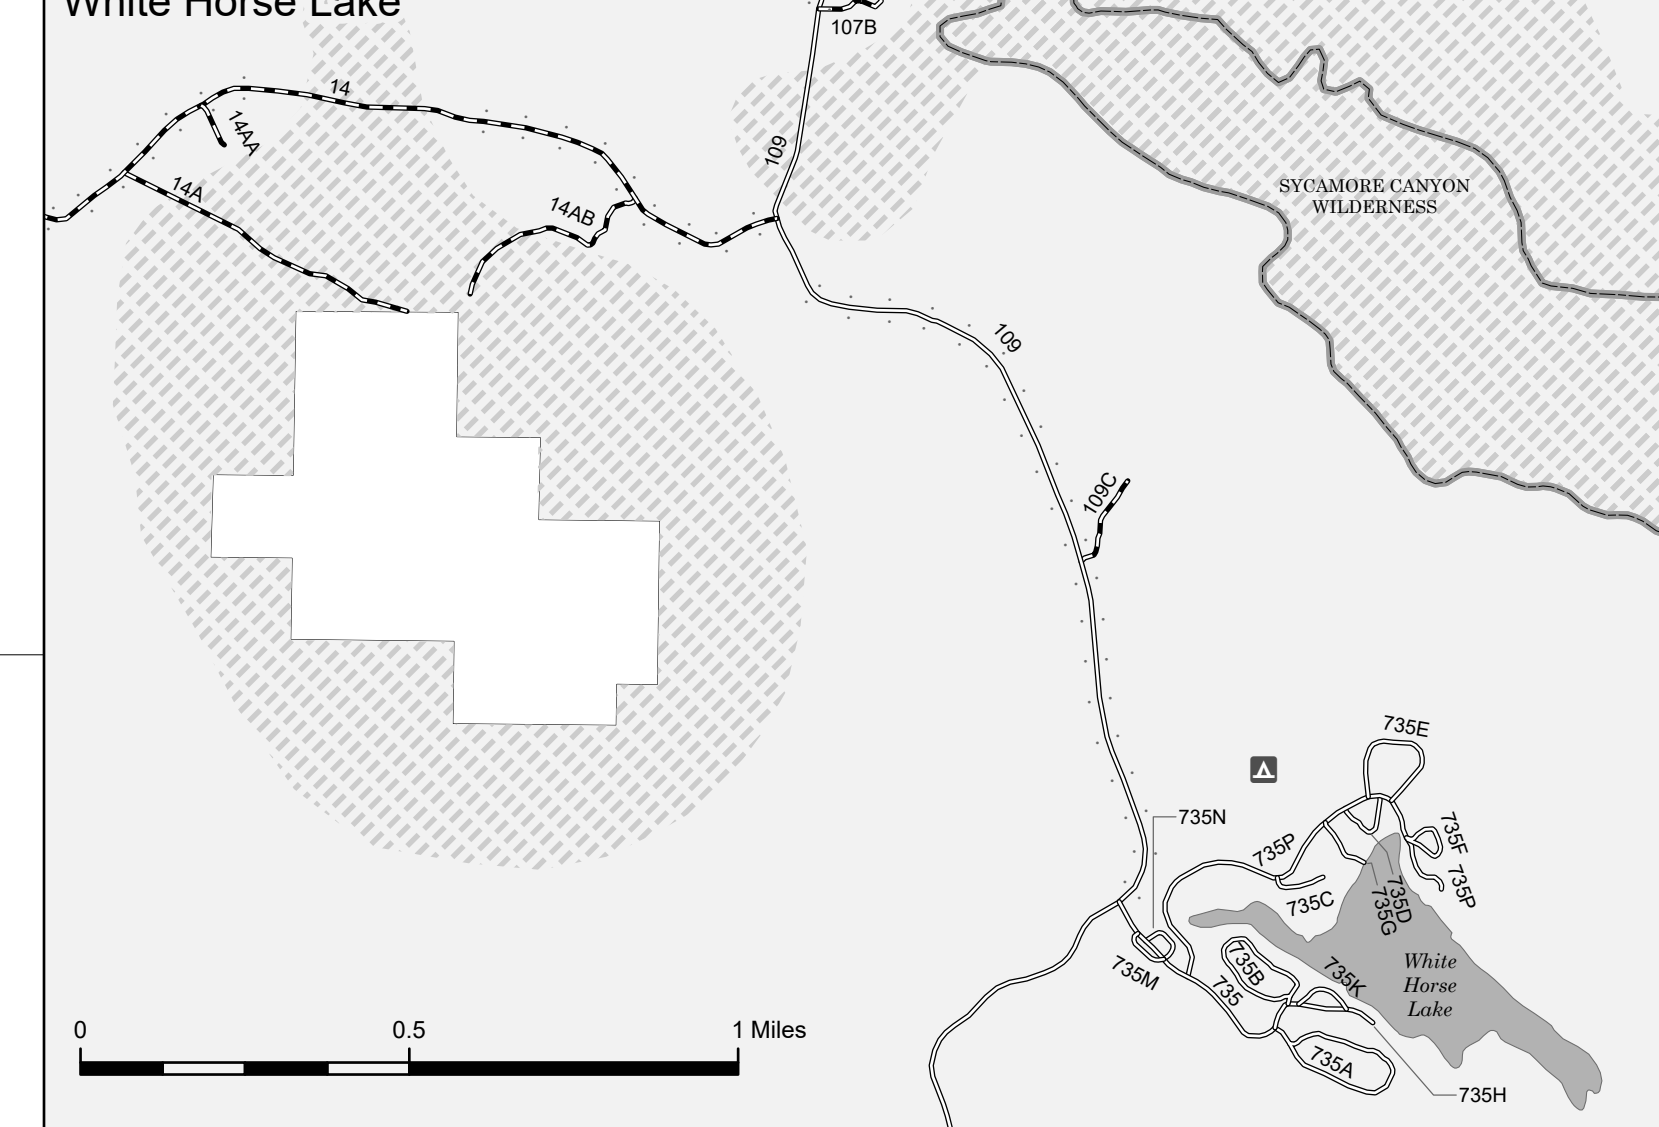 White Horse Lake
107B
14
14AA
109
14A
14AB
SYCAMORE CANYON
WILDERNESS
109
109C
735E
735N
735F
735P
735P
735C
735D
735G
735B
735K
White
Horse
Lake
735M
735
735A
735H
0 0.5 1 Miles